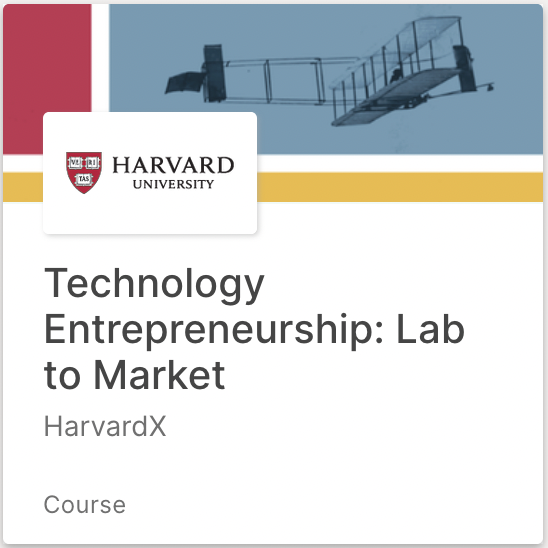 VE RI
TAS
HARVARD
UNIVERSITY
Technology
Entrepreneurship: Lab
to Market
HarvardX
Course